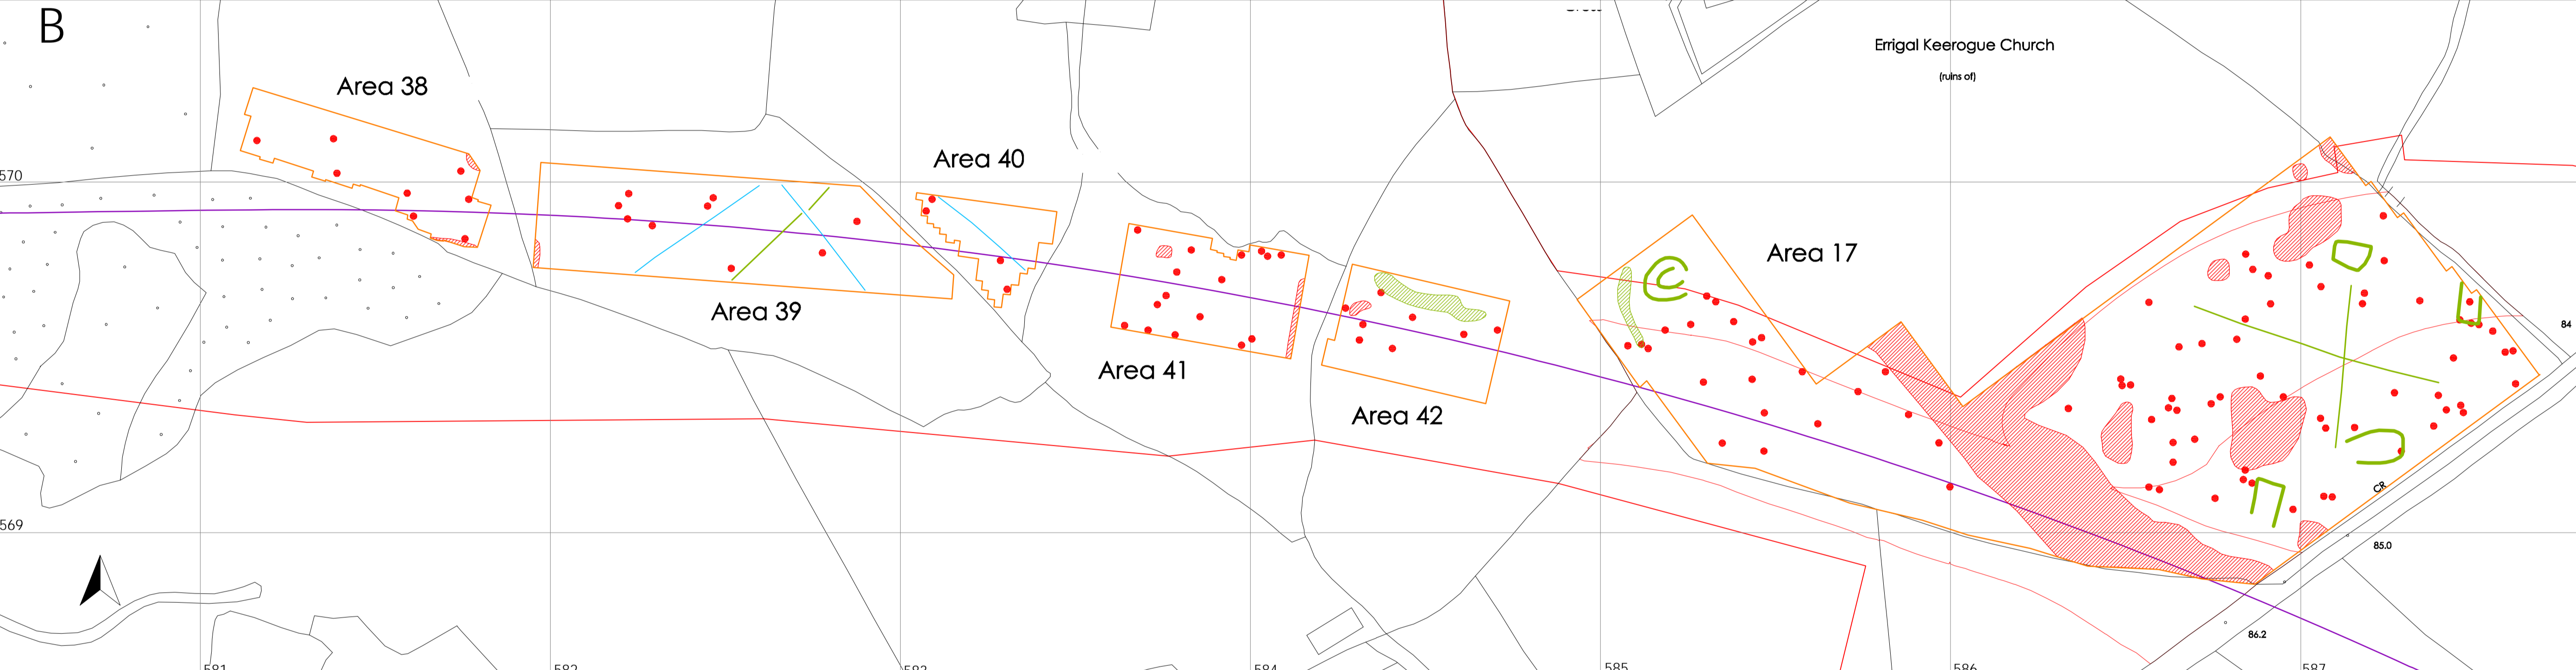 B
Errigal Keerogue Church
(ruins of)
Area 38
Area 40
570
Area 17
Area 39
84
Area 41
Area 42
CR
569
85.0
86.2
581
582
583
584
585
586
587